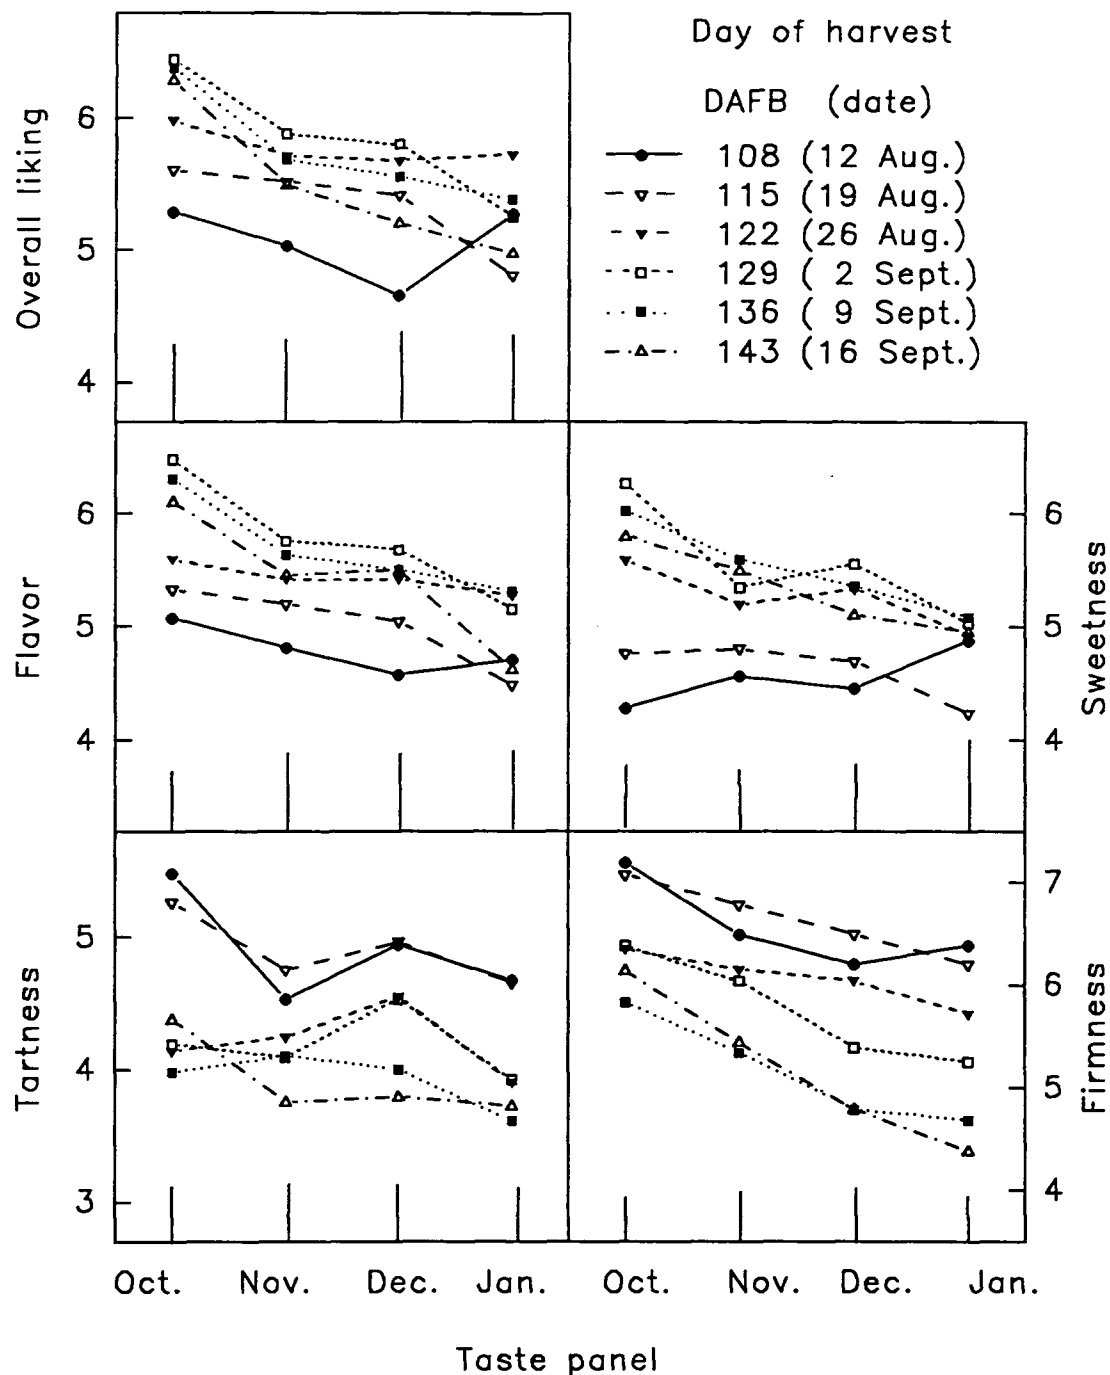 Day of harvest
DAFB (date)
108 (12 Aug.)
115 (19 Aug.)
122 (26 Aug.)
129 ( 2 Sept.)
136 ( 9 Sept.)
143 (16 Sept.)
Overall liking
6
5
4
Flavor
6
5
4
Sweetness
6
5
4
Tartness
5
4
3
Firmness
7
6
5
4
Oct. Nov. Dec. Jan.
Oct. Nov. Dec. Jan.
Taste panel